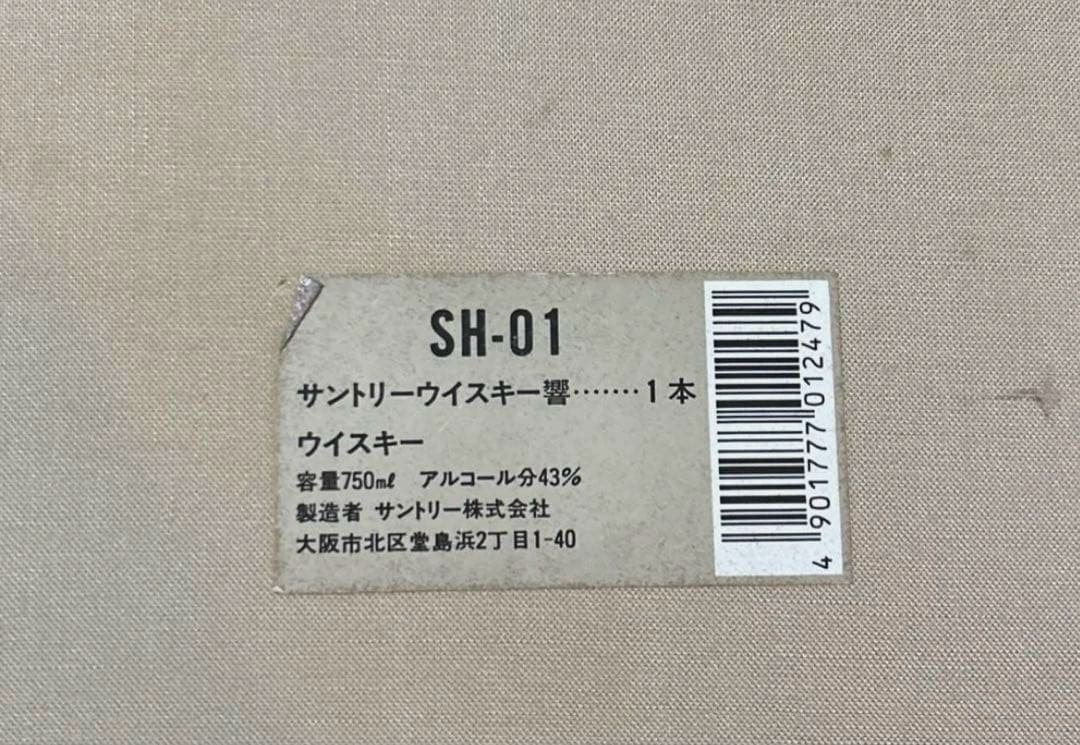 SH-01
サントリーウイスキー響‥‥‥‥1本
ウイスキー
容量750㎖ アルコール分43%
製造者 サントリー株式会社
大阪市北区堂島浜2丁目1-40
4 901777 012479